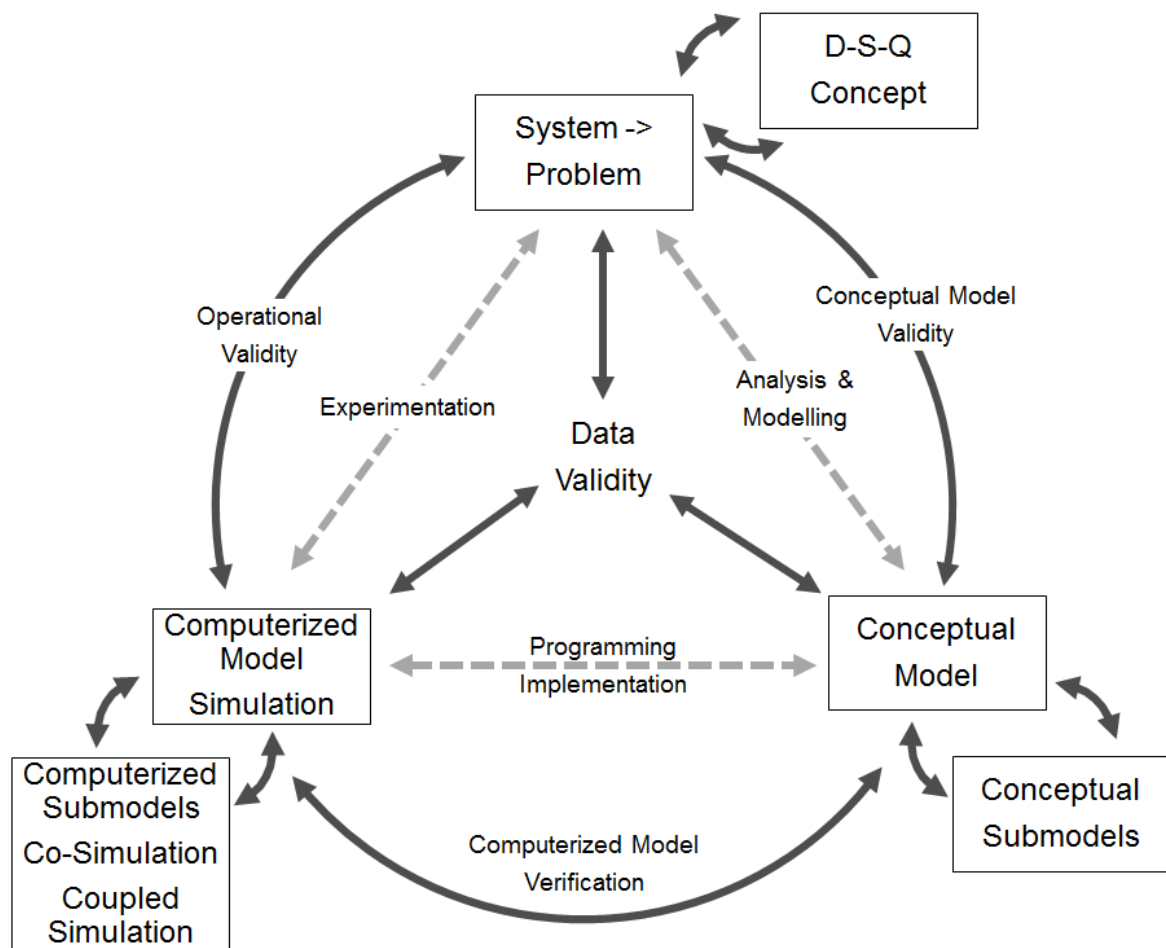 D-S-Q
Concept
System ->
Problem
Operational
Validity
Conceptual Model
Validity
Experimentation
Analysis &
Modelling
Data
Validity
Computerized
Model
Simulation
Programming
Implementation
Conceptual
Model
Computerized
Submodels
Co-Simulation
Coupled
Simulation
Computerized Model
Verification
Conceptual
Submodels